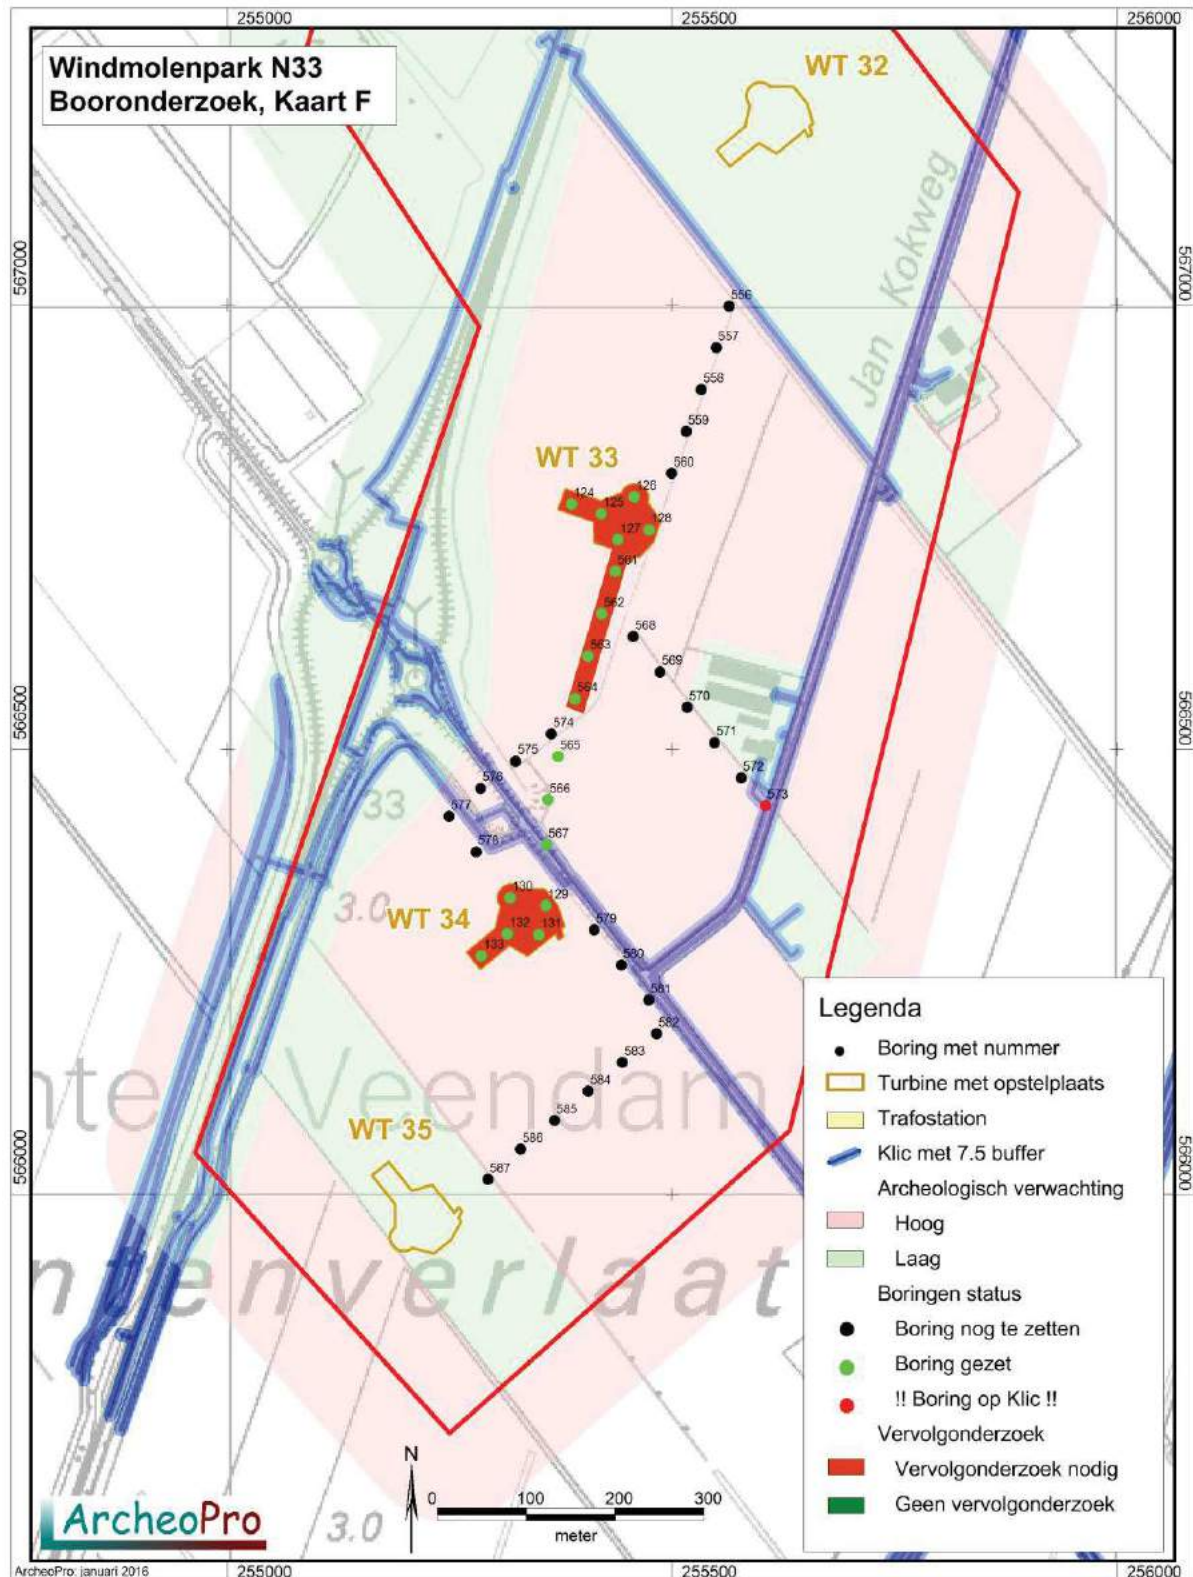 255000
255500
256000
Windmolenpark N33
Booronderzoek, Kaart F
WT 32
Jan Kokweg
567000
567000
556
557
558
559
560
WT 33
124
125
126
127
128
561
562
563
564
568
569
570
571
572
573
566500
566500
574
575
565
576
566
577
33
567
578
3.0
WT 34
130
129
132
131
133
579
580
581
582
583
584
585
586
587
nte Veendam
WT 35
566000
566000
ntenverlaat
Legenda
Boring met nummer
Turbine met opstelplaats
Trafostation
Klic met 7.5 buffer
Archeologisch verwachting
Hoog
Laag
Boringen status
Boring nog te zetten
Boring gezet
!! Boring op Klic !!
Vervolgonderzoek
Vervolgonderzoek nodig
Geen vervolgonderzoek
N
0 100 200 300
meter
3.0
ArcheoPro
ArcheoPro: januari 2016
255000
255500
256000